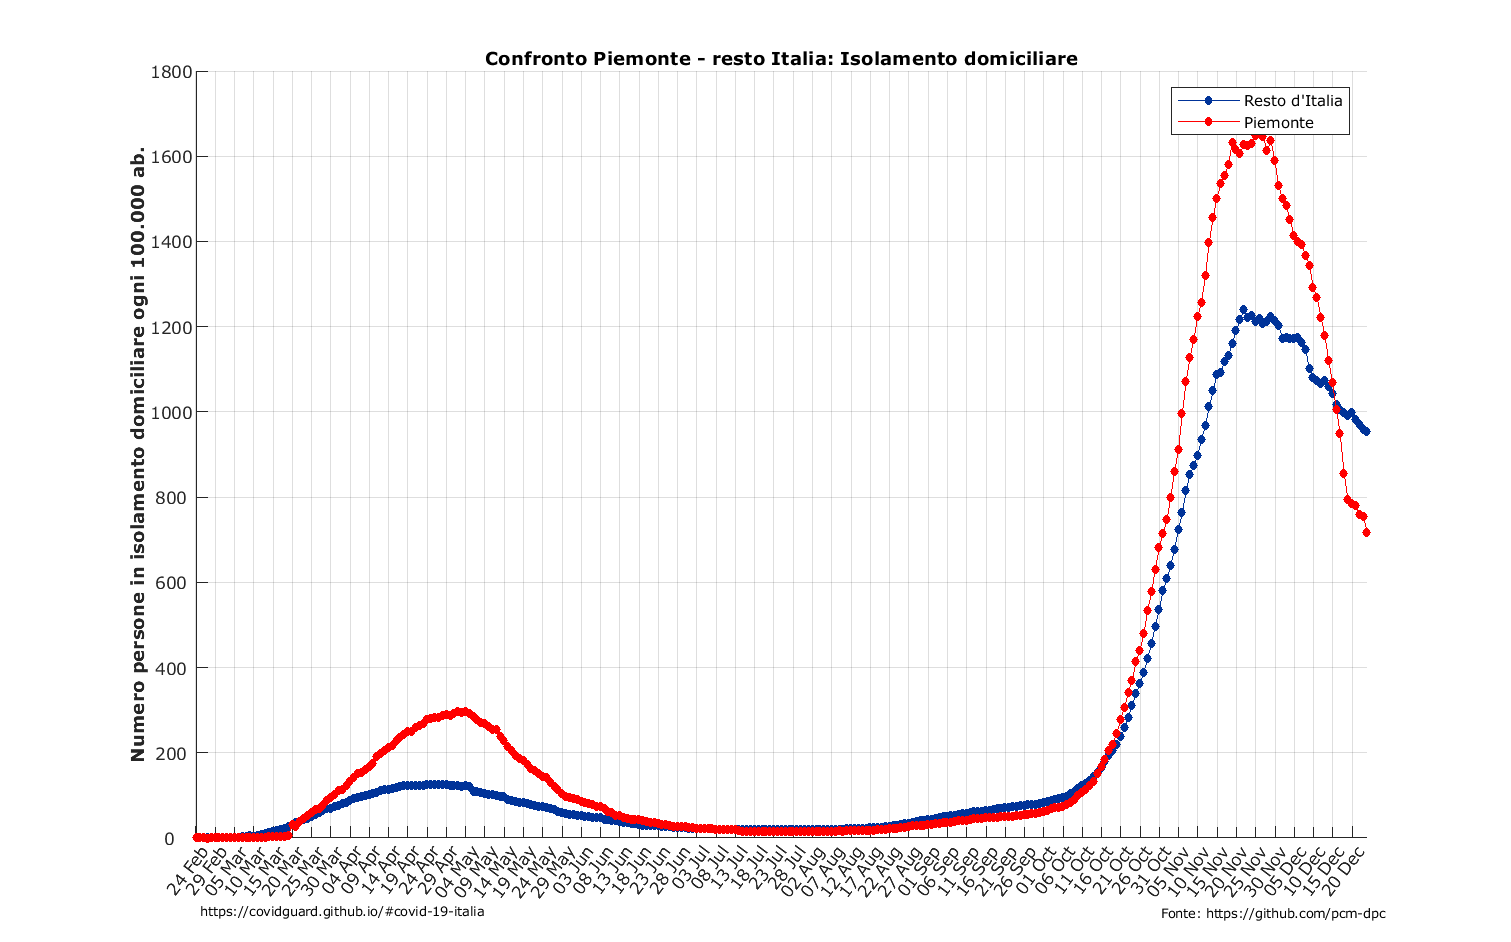 Confronto Piemonte - resto Italia: Isolamento domiciliare
Numero persone in isolamento domiciliare ogni 100.000 ab.
1800
1600
1400
1200
1000
800
600
400
200
0
Resto d'Italia
Piemonte
24 Feb
29 Feb
05 Mar
10 Mar
15 Mar
20 Mar
25 Mar
30 Mar
04 Apr
09 Apr
14 Apr
19 Apr
24 Apr
29 Apr
04 May
09 May
14 May
19 May
24 May
29 May
03 Jun
08 Jun
13 Jun
18 Jun
23 Jun
28 Jun
03 Jul
08 Jul
13 Jul
18 Jul
23 Jul
28 Jul
02 Aug
07 Aug
12 Aug
17 Aug
22 Aug
27 Aug
01 Sep
06 Sep
11 Sep
16 Sep
21 Sep
26 Sep
01 Oct
06 Oct
11 Oct
16 Oct
21 Oct
26 Oct
31 Oct
05 Nov
10 Nov
15 Nov
20 Nov
25 Nov
30 Nov
05 Dec
10 Dec
15 Dec
20 Dec
https://covidguard.github.io/#covid-19-italia
Fonte: https://github.com/pcm-dpc